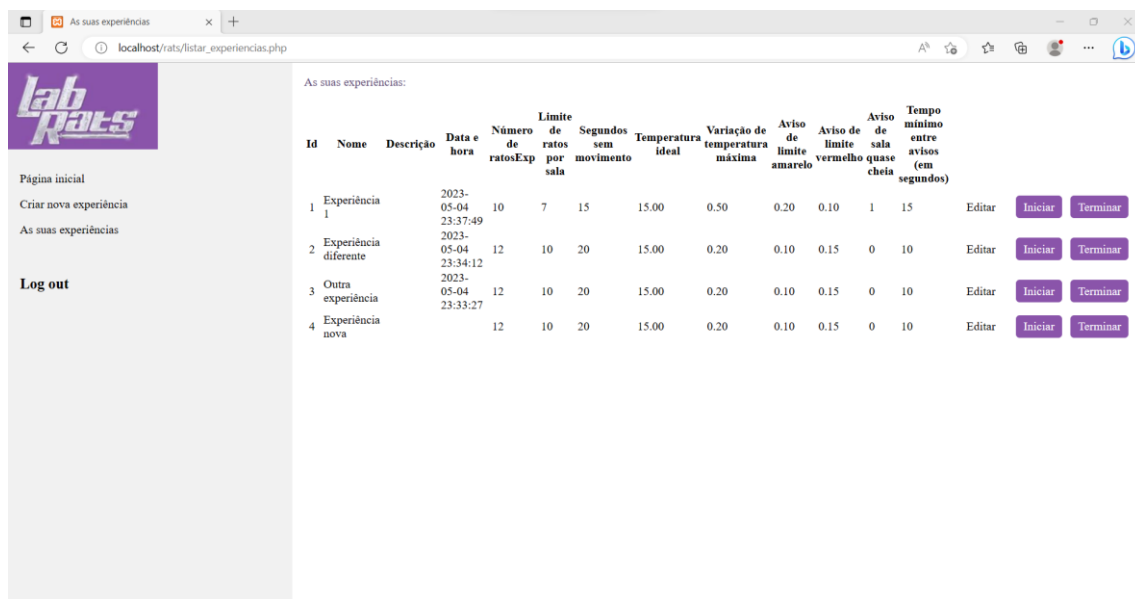 As suas experiências
localhost/rats/listar_experiencias.php
Lab
Rats
Página inicial
Criar nova experiência
As suas experiências
Log out
As suas experiências:
Id Nome Descrição Data e hora Número de ratosExp Limite de ratos por sala Segundos sem movimento Temperatura ideal Variação de temperatura máxima Aviso de limite amarelo Aviso de limite vermelho Aviso de sala quase cheia Tempo mínimo entre avisos (em segundos)
1 Experiência 1 2023-05-04 23:37:49 10 7 15 15.00 0.50 0.20 0.10 1 15 Editar Iniciar Terminar
2 Experiência diferente 2023-05-04 23:34:12 12 10 20 15.00 0.20 0.10 0.15 0 10 Editar Iniciar Terminar
3 Outra experiência 2023-05-04 23:33:27 12 10 20 15.00 0.20 0.10 0.15 0 10 Editar Iniciar Terminar
4 Experiência nova 12 10 20 15.00 0.20 0.10 0.15 0 10 Editar Iniciar Terminar